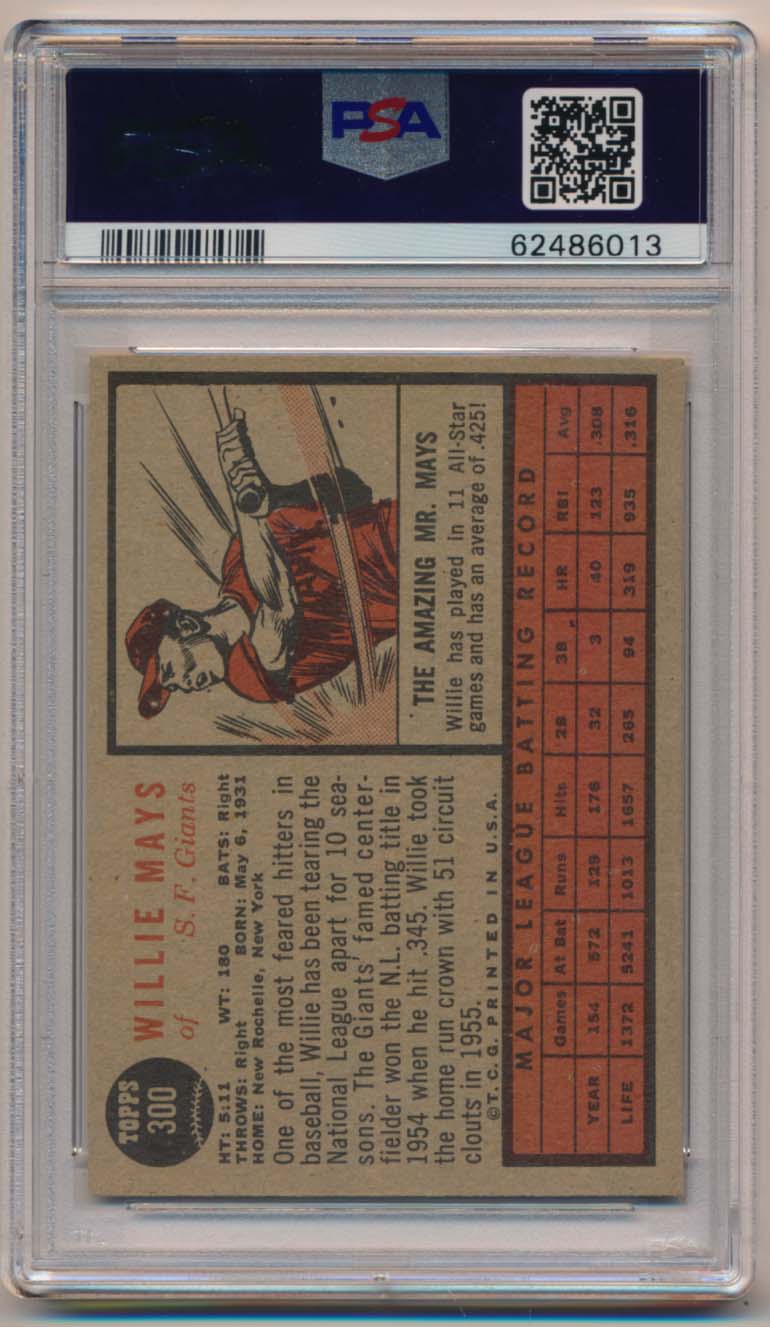 PSA
62486013
TOPPS
300
WILLIE MAYS
of S. F. Giants
HT: 5:11 WT: 180 BATS: Right
THROWS: Right BORN: May 6, 1931
HOME: New Rochelle, New York
One of the most feared hitters in
baseball, Willie has been tearing the
National League apart for 10 sea-
sons. The Giants' famed center-
fielder won the N.L. batting title in
1954 when he hit .345. Willie took
the home run crown with 51 circuit
clouts in 1955.
©T. C. G. PRINTED IN U.S.A.
THE AMAZING MR. MAYS
Willie has played in 11 All-Star
games and has an average of .425!
MAJOR LEAGUE BATTING RECORD
Games At Bat Runs Hits 2B 3B HR RBI Avg
YEAR 154 572 129 176 32 3 40 123 .308
LIFE 1372 5241 1013 1657 265 94 319 935 .316